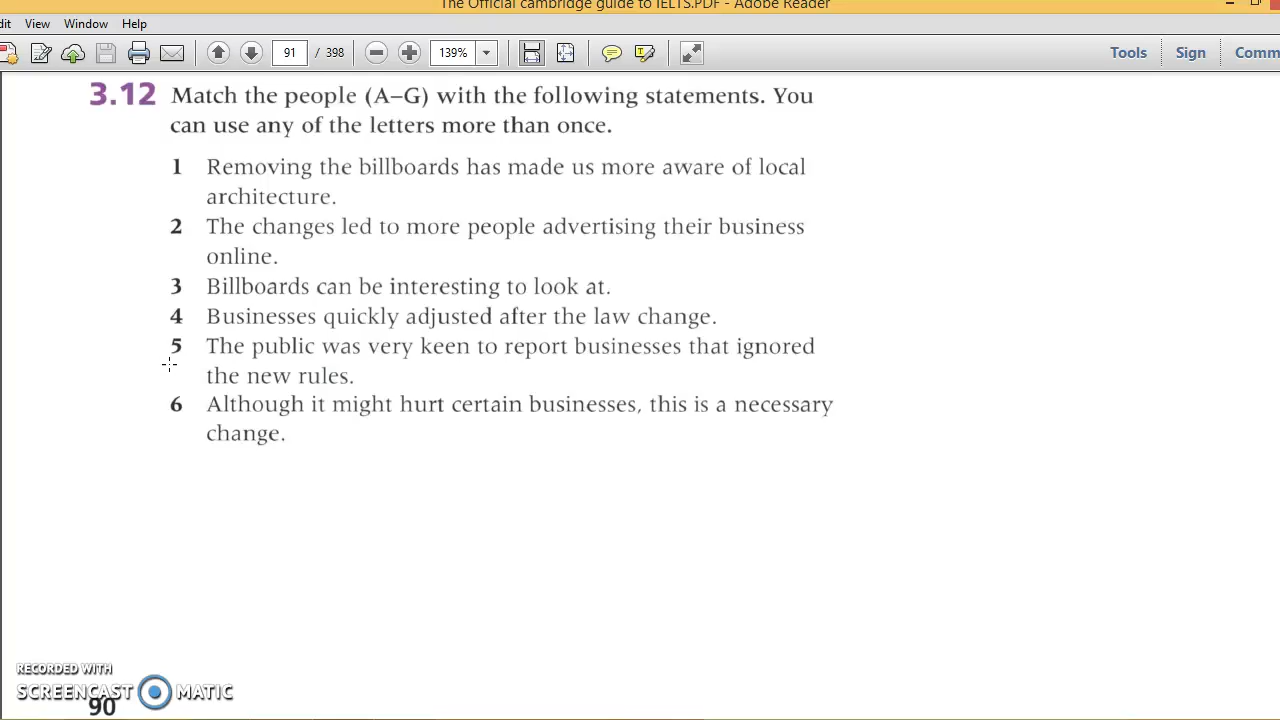 The Official cambridge guide to IELTS.PDF - Adobe Reader
dit View Window Help
91 / 398 139% Tools Sign Comm
3.12 Match the people (A–G) with the following statements. You
can use any of the letters more than once.
1 Removing the billboards has made us more aware of local
architecture.
2 The changes led to more people advertising their business
online.
3 Billboards can be interesting to look at.
4 Businesses quickly adjusted after the law change.
5 The public was very keen to report businesses that ignored
the new rules.
6 Although it might hurt certain businesses, this is a necessary
change.
RECORDED WITH
SCREENCAST MATIC
90